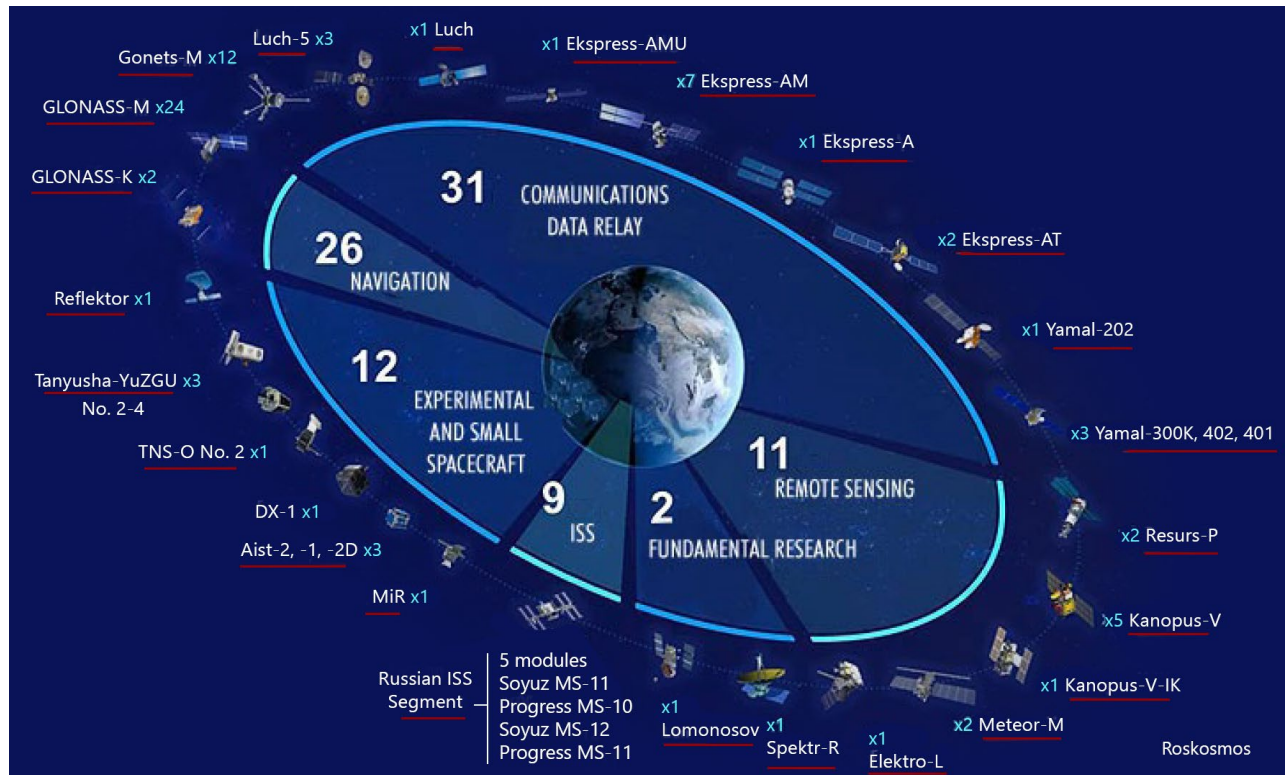 Luch-5 x3
x1 Luch
x1 Ekspress-AMU
Gonets-M x12
x7 Ekspress-AM
GLONASS-M x24
x1 Ekspress-A
GLONASS-K x2
31
COMMUNICATIONS
DATA RELAY
26
NAVIGATION
x2 Ekspress-AT
Reflektor x1
x1 Yamal-202
12
EXPERIMENTAL
AND SMALL
SPACECRAFT
Tanyusha-YuZGU x3
No. 2-4
x3 Yamal-300K, 402, 401
TNS-O No. 2 x1
11
REMOTE SENSING
9
ISS
2
FUNDAMENTAL RESEARCH
DX-1 x1
x2 Resurs-P
Aist-2, -1, -2D x3
MiR x1
x5 Kanopus-V
Russian ISS
Segment
5 modules
Soyuz MS-11
Progress MS-10
Soyuz MS-12
Progress MS-11
x1
Lomonosov
x1
Spektr-R
x1
Elektro-L
x2 Meteor-M
x1 Kanopus-V-IK
Roskosmos